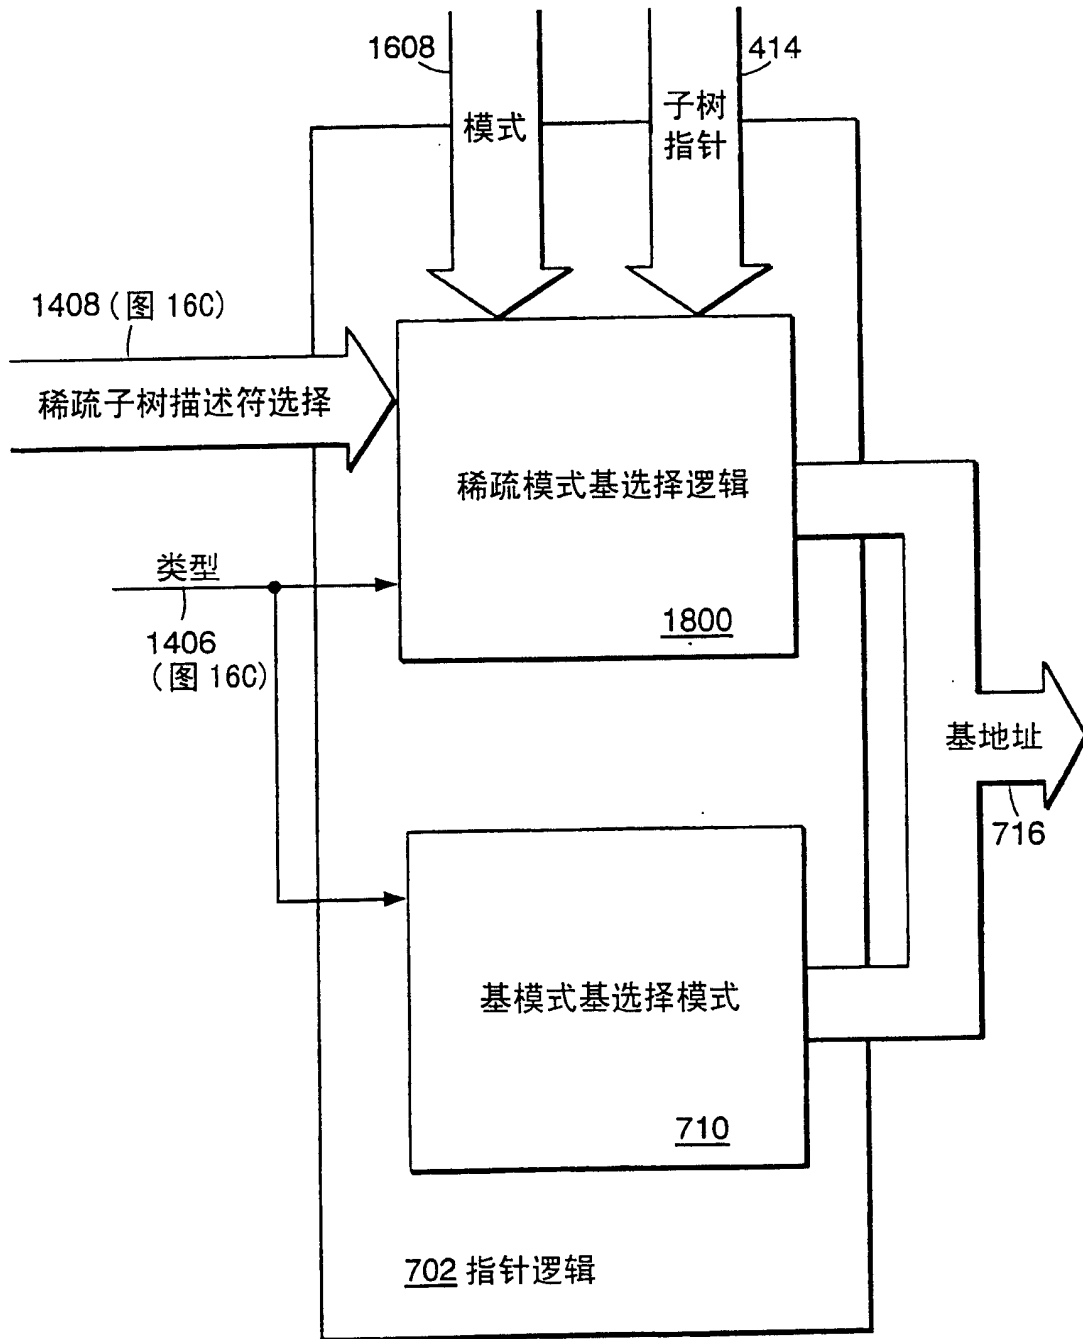 1608
414
模式
子树
指针
1408 (图 16C)
稀疏子树描述符选择
稀疏模式基选择逻辑
类型
1406
(图 16C)
1800
基地址
716
基模式基选择模式
710
702 指针逻辑